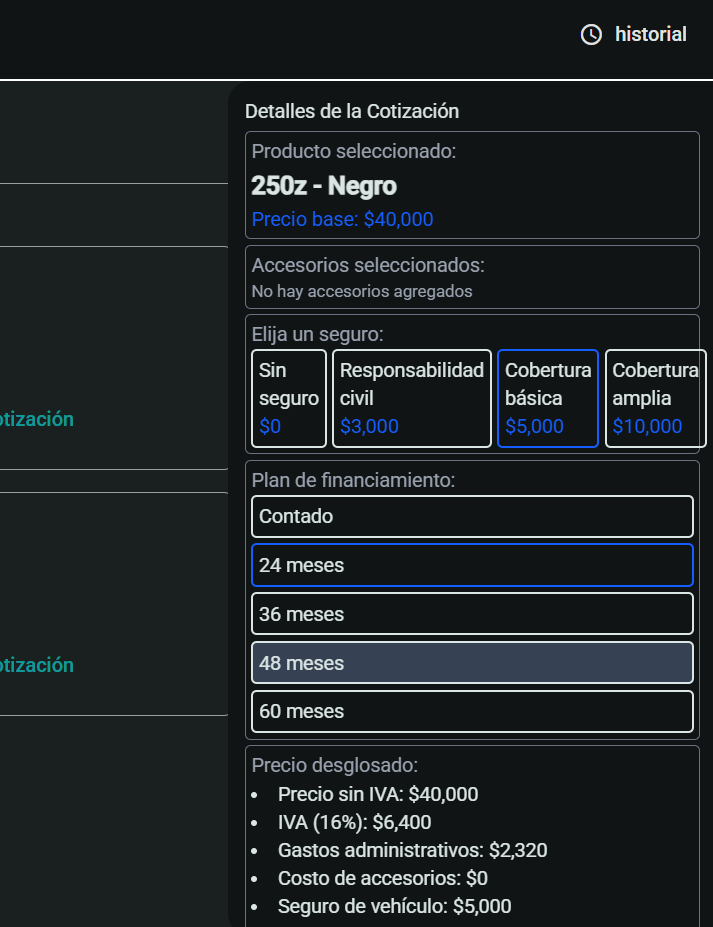 historial
Detalles de la Cotización
Producto seleccionado:
250z - Negro
Precio base: $40,000
Accesorios seleccionados:
No hay accesorios agregados
Elija un seguro:
Sin
seguro
$0
Responsabilidad
civil
$3,000
Cobertura
básica
$5,000
Cobertura
amplia
$10,000
otización
Plan de financiamiento:
Contado
24 meses
36 meses
48 meses
60 meses
otización
Precio desglosado:
Precio sin IVA: $40,000
IVA (16%): $6,400
Gastos administrativos: $2,320
Costo de accesorios: $0
Seguro de vehículo: $5,000